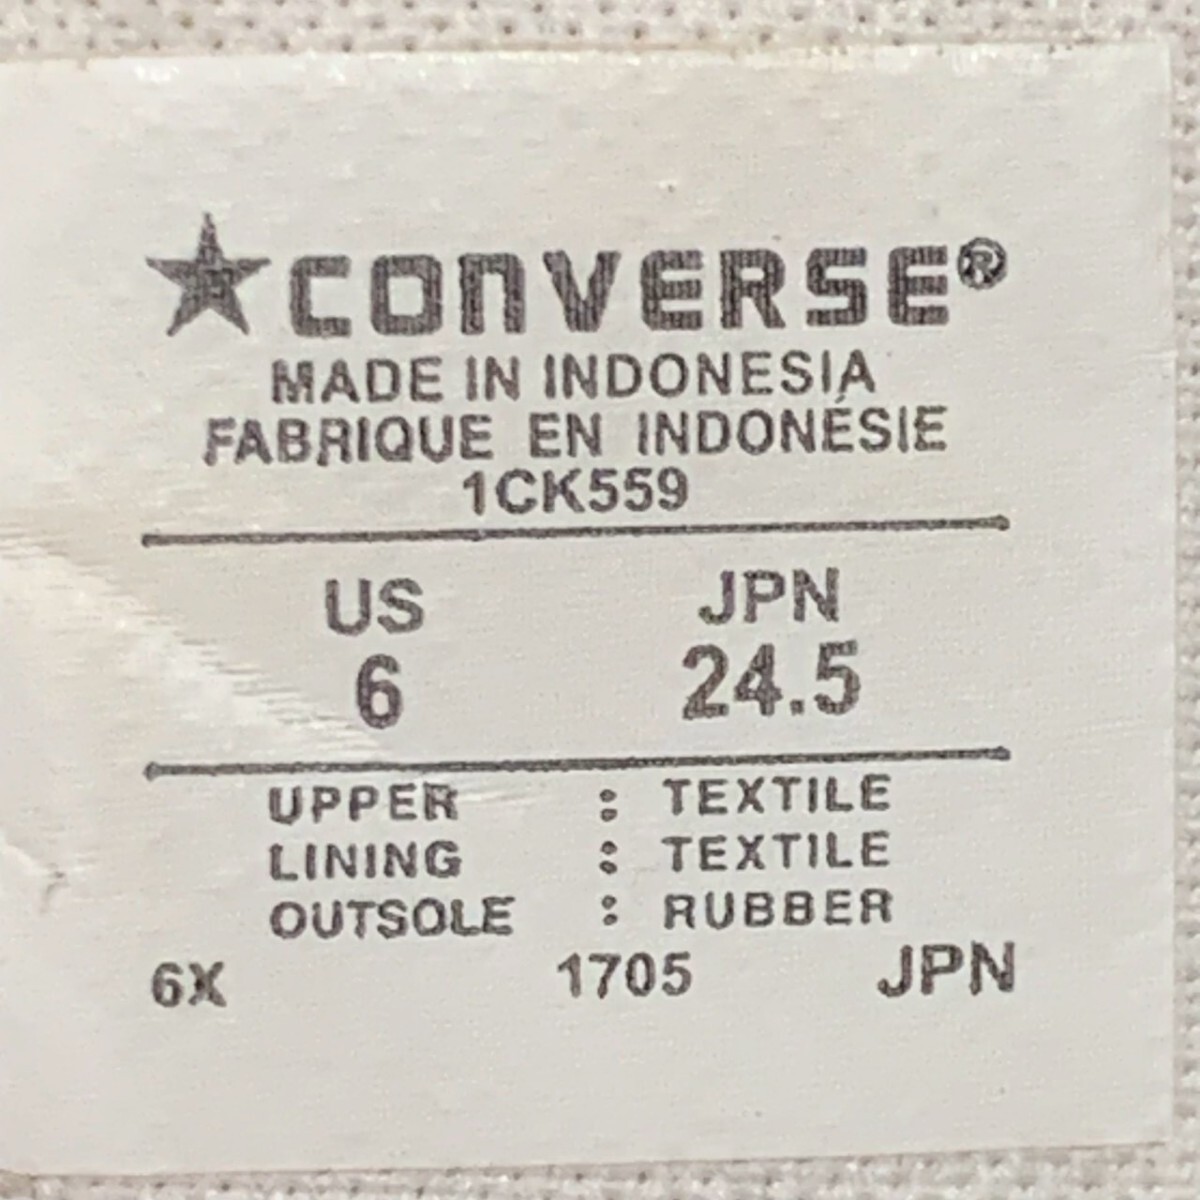 ★CONVERSE®
MADE IN INDONESIA
FABRIQUE EN INDONÉSIE
1CK559
US JPN
6 24.5
UPPER : TEXTILE
LINING : TEXTILE
OUTSOLE : RUBBER
6X 1705 JPN